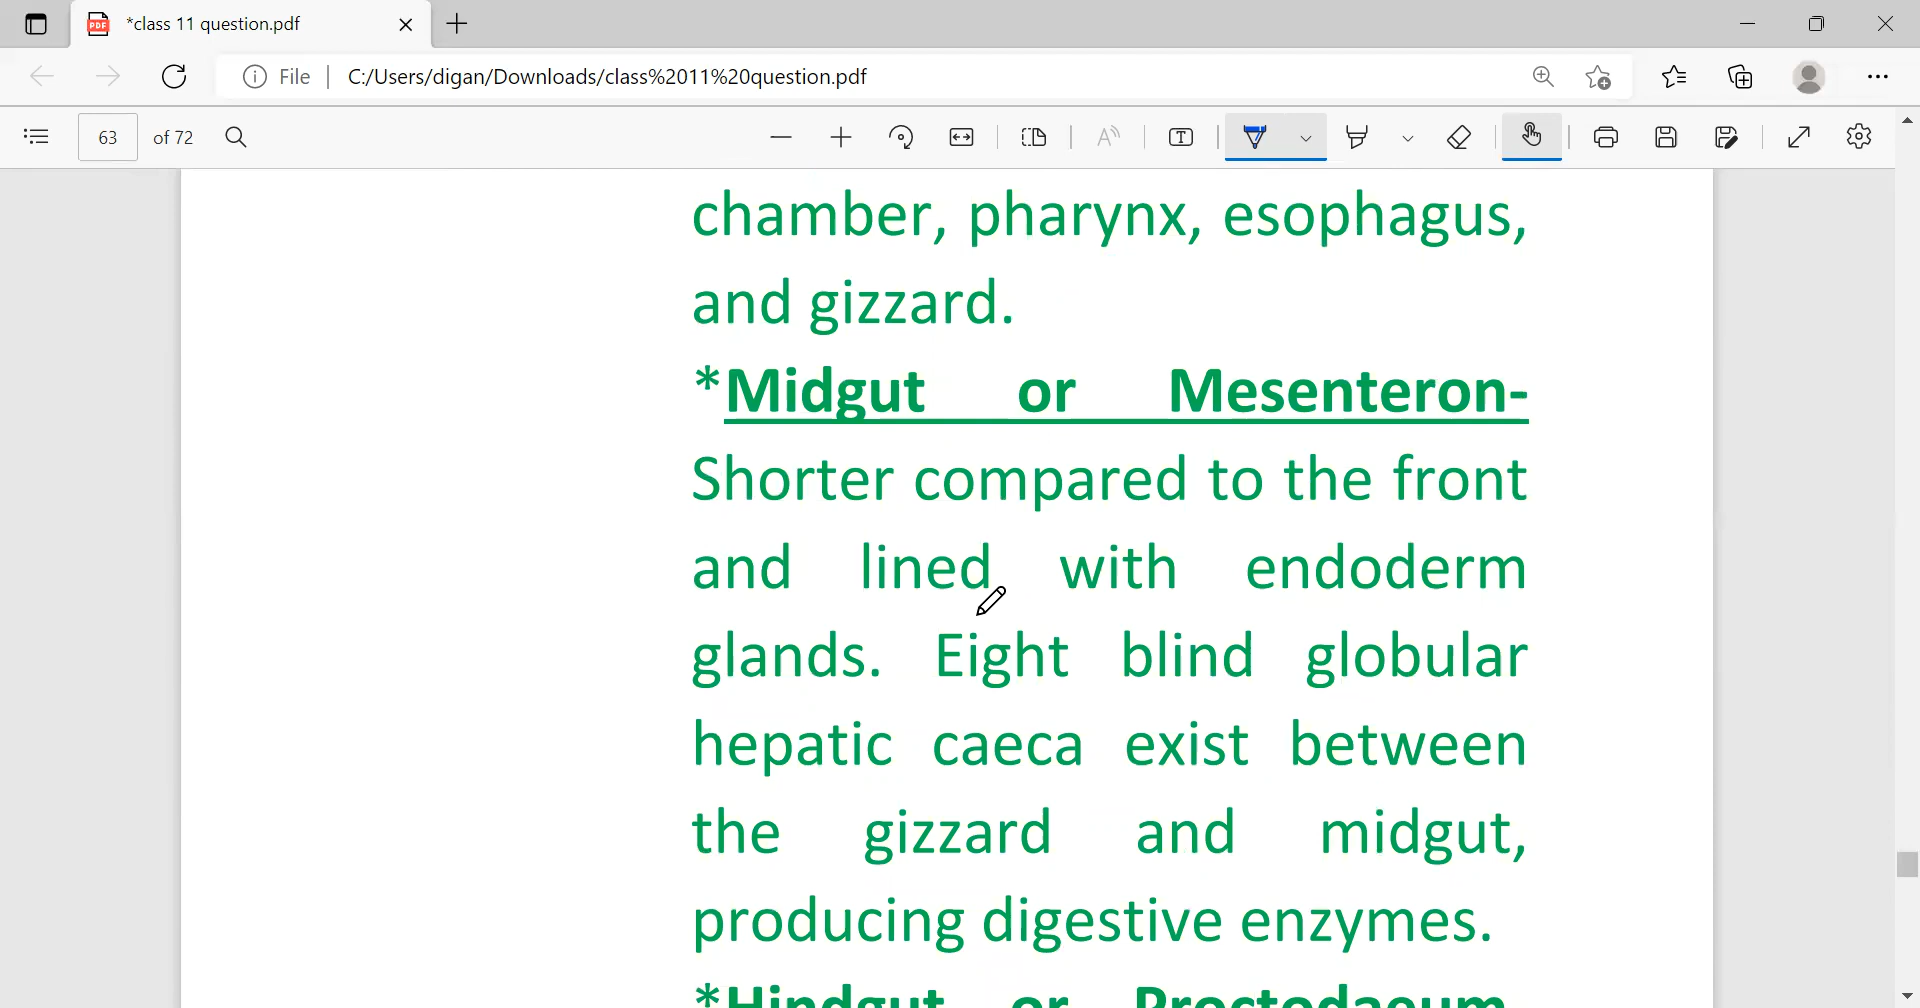 *class 11 question.pdf
File
C:/Users/digan/Downloads/class%2011%20question.pdf
63 of 72
chamber, pharynx, esophagus,
and gizzard.
*Midgut or Mesenteron-
Shorter compared to the front
and lined with endoderm
glands. Eight blind globular
hepatic caeca exist between
the gizzard and midgut,
producing digestive enzymes.
*Hindgut or Proctodaeum-